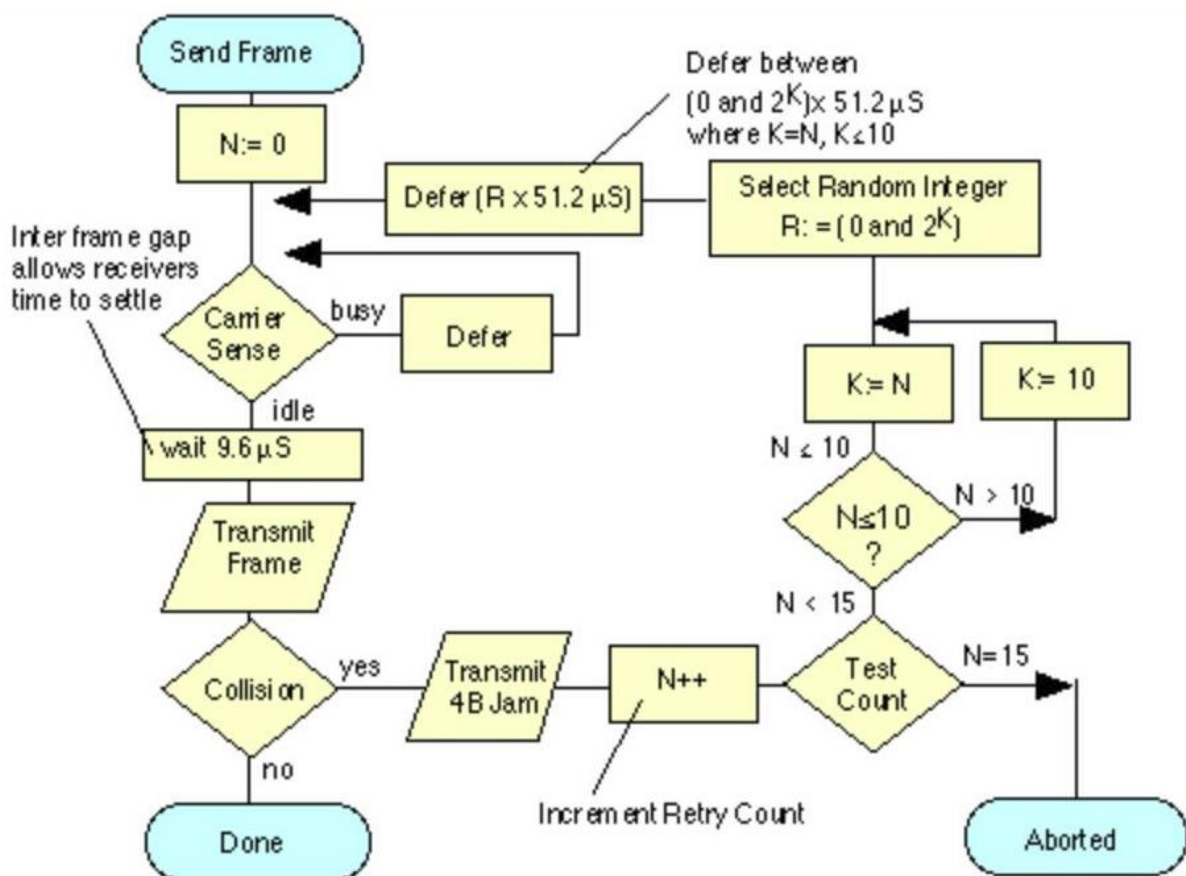 Send Frame
N:= 0
Defer between
(0 and 2^K)x 51.2 µS
where K=N, K≤10
Defer (R x 51.2 µS)
Select Random Integer
R: = (0 and 2^K)
Inter frame gap
allows receivers
time to settle
Carrier
Sense
busy
Defer
idle
wait 9.6 µS
Transmit
Frame
Collision
yes
no
Done
Transmit
4B Jam
N++
Increment Retry Count
Test
Count
N=15
Aborted
N < 15
N≤10
?
N > 10
K:= 10
N ≤ 10
K:= N